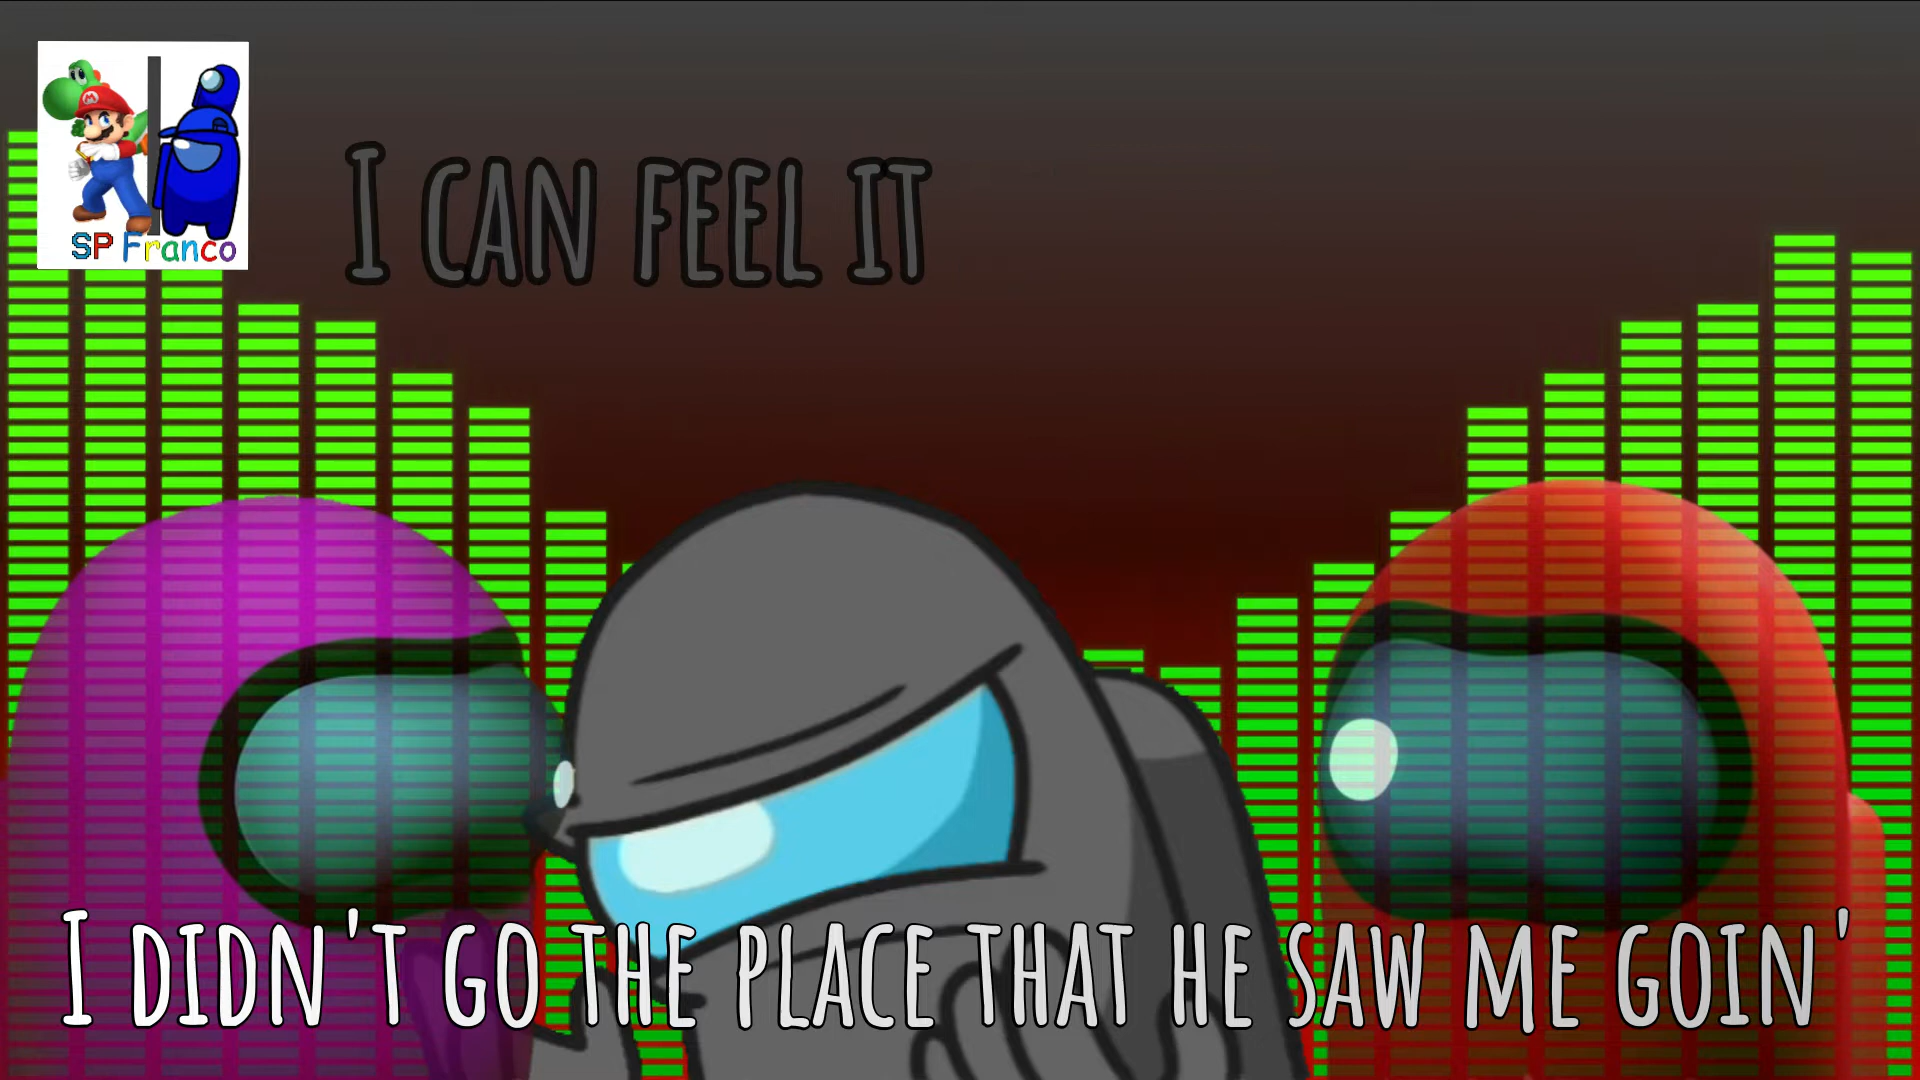 SP Franco
I CAN FEEL IT
I DIDN'T GO THE PLACE THAT HE SAW ME GOIN'